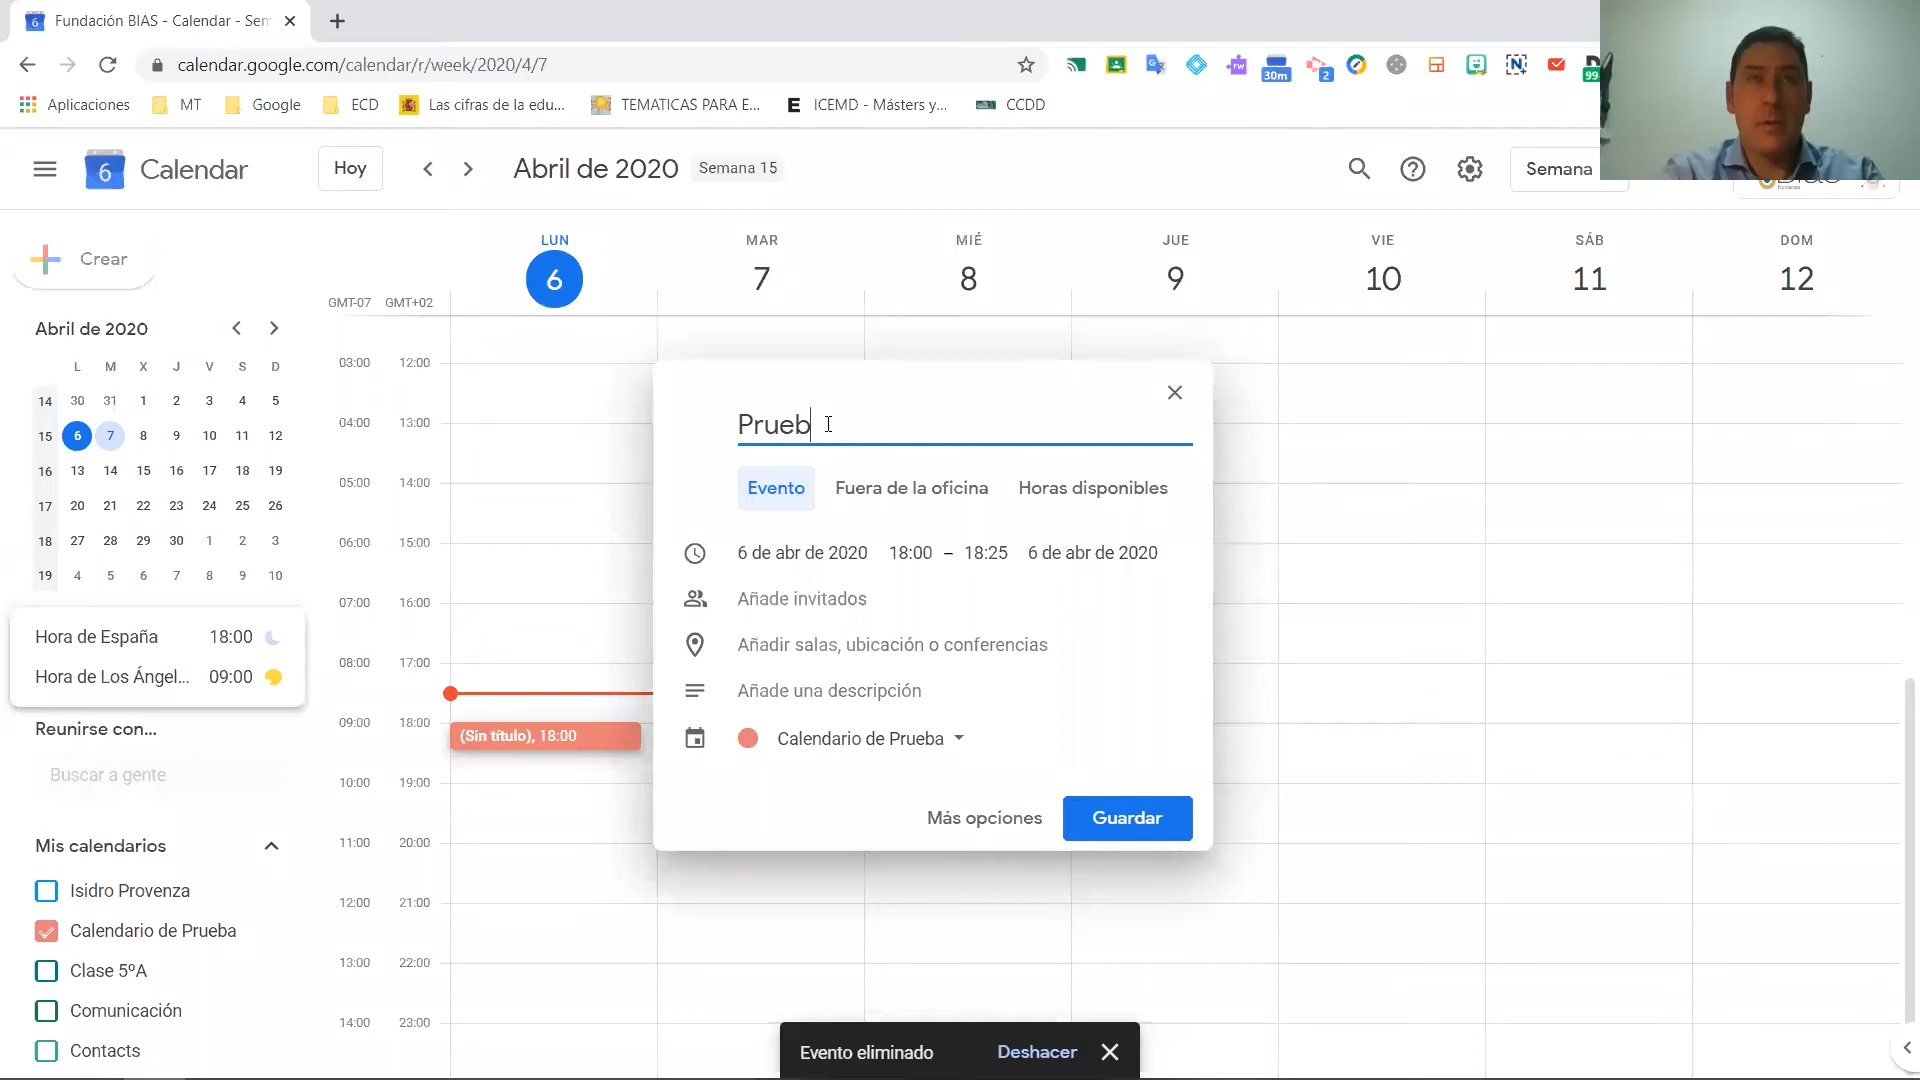 Fundación BIAS - Calendar - Sem
calendar.google.com/calendar/r/week/2020/4/7
30m
2
99
Aplicaciones MT Google ECD Las cifras de la edu... TEMATICAS PARA E... ICEMD - Másters y... CCDD
6 Calendar Hoy Abril de 2020 Semana 15 Semana
Crear
LUN MAR MIÉ JUE VIE SÁB DOM
6 7 8 9 10 11 12
GMT-07 GMT+02
Abril de 2020
L M X J V S D
14 30 31 1 2 3 4 5
15 6 7 8 9 10 11 12
16 13 14 15 16 17 18 19
17 20 21 22 23 24 25 26
18 27 28 29 30 1 2 3
19 4 5 6 7 8 9 10
Hora de España 18:00
Hora de Los Ángel... 09:00
Reunirse con...
Buscar a gente
Mis calendarios
Isidro Provenza
Calendario de Prueba
Clase 5ºA
Comunicación
Contacts
03:00 12:00
04:00 13:00
05:00 14:00
06:00 15:00
07:00 16:00
08:00 17:00
09:00 18:00
10:00 19:00
11:00 20:00
12:00 21:00
13:00 22:00
14:00 23:00
(Sin título), 18:00
Prueb
Evento Fuera de la oficina Horas disponibles
6 de abr de 2020 18:00 – 18:25 6 de abr de 2020
Añade invitados
Añadir salas, ubicación o conferencias
Añade una descripción
Calendario de Prueba
Más opciones Guardar
Evento eliminado Deshacer